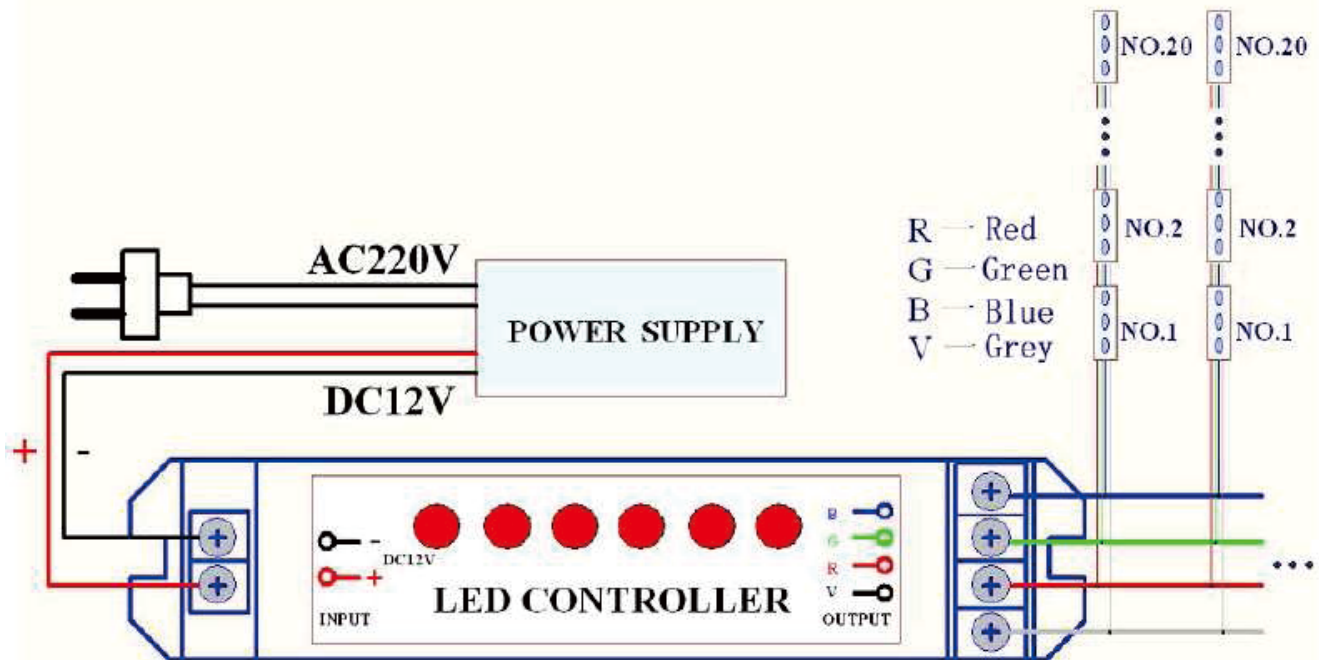 NO.20 NO.20
R — Red
G — Green
B — Blue
V — Grey
NO.2 NO.2
NO.1 NO.1
AC220V
POWER SUPPLY
DC12V
+ -
- DC12V
+
INPUT
LED CONTROLLER
B
G
R
V
OUTPUT